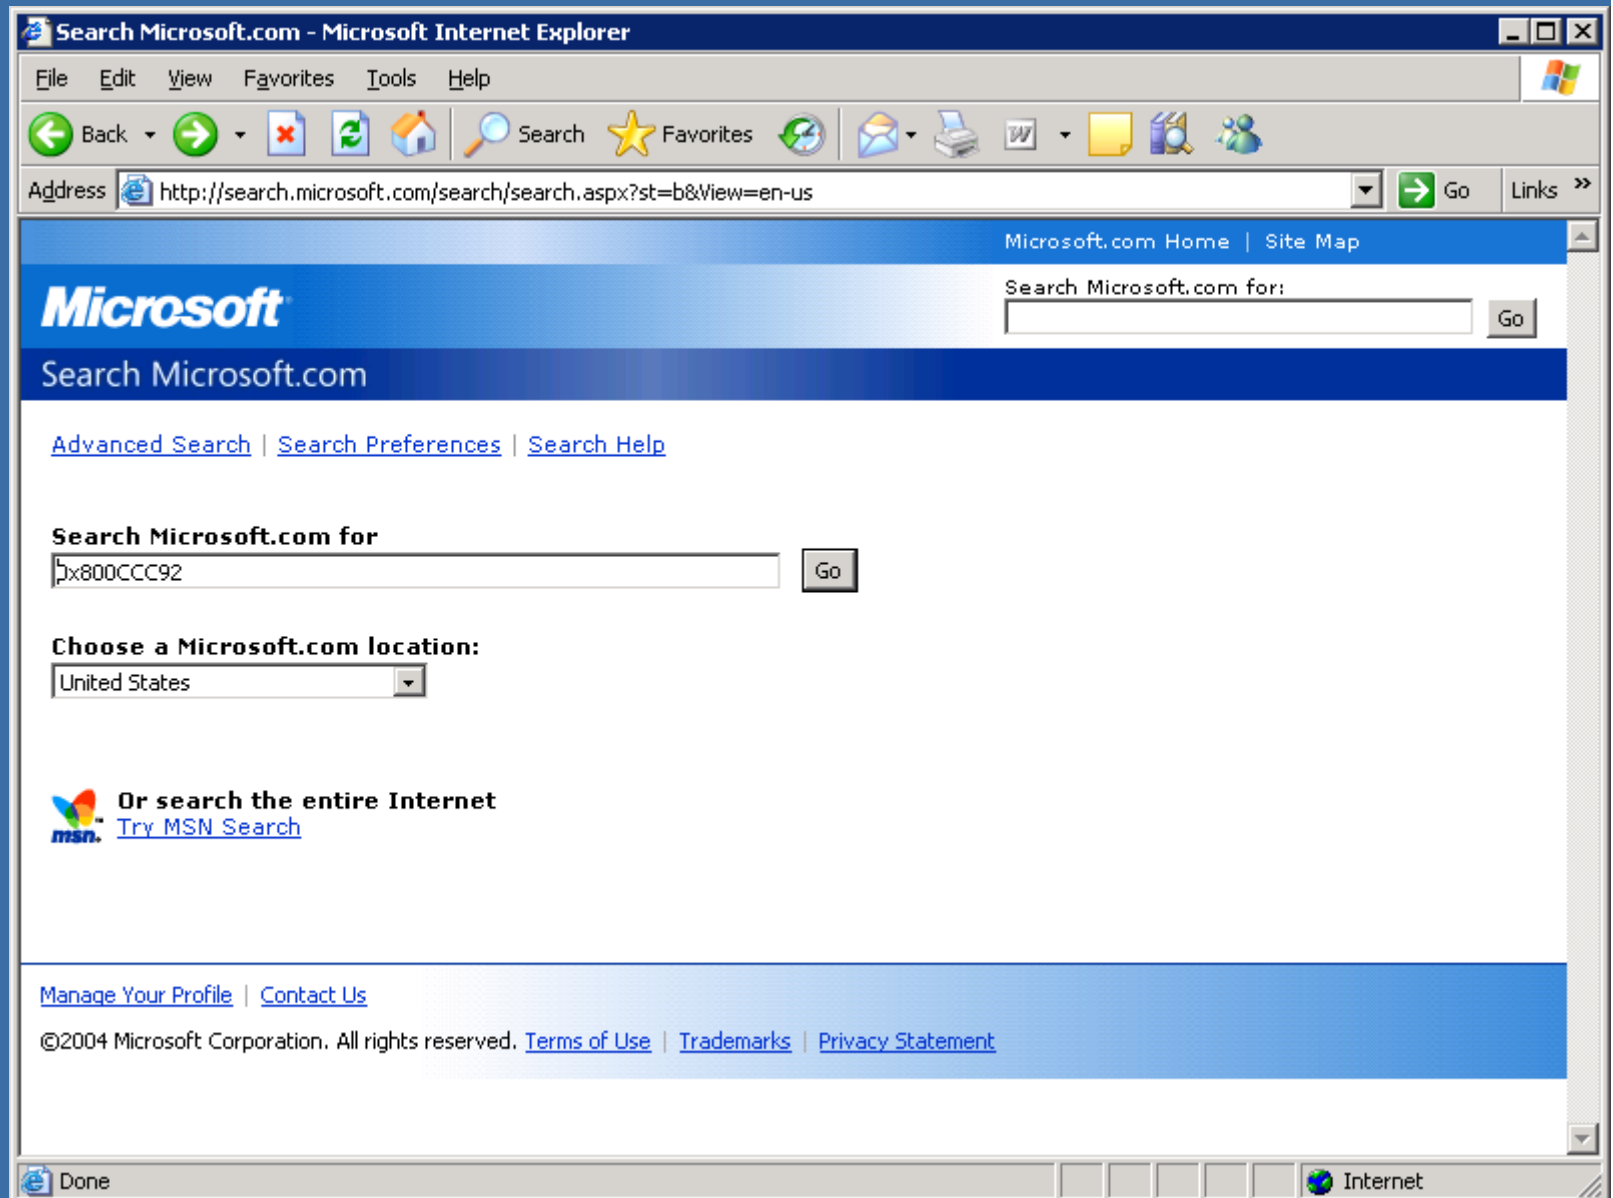 Search Microsoft.com - Microsoft Internet Explorer
File Edit View Favorites Tools Help
Back Search Favorites
Address http://search.microsoft.com/search/search.aspx?st=b&View=en-us Go Links »
Microsoft.com Home | Site Map
Microsoft
Search Microsoft.com for:
Go
Search Microsoft.com
Advanced Search | Search Preferences | Search Help
Search Microsoft.com for
0x800CCC92 Go
Choose a Microsoft.com location:
United States
Or search the entire Internet
msn. Try MSN Search
Manage Your Profile | Contact Us
©2004 Microsoft Corporation. All rights reserved. Terms of Use | Trademarks | Privacy Statement
Done Internet